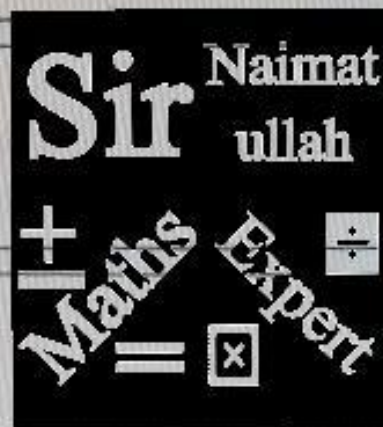 Sir Naimat
ullah
+ Maths Expert ÷
= ×